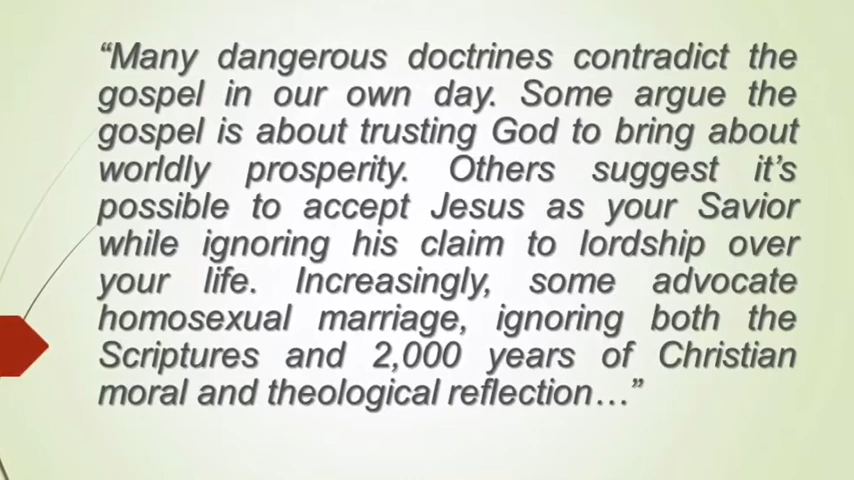 “Many dangerous doctrines contradict the
gospel in our own day. Some argue the
gospel is about trusting God to bring about
worldly prosperity. Others suggest it’s
possible to accept Jesus as your Savior
while ignoring his claim to lordship over
your life. Increasingly, some advocate
homosexual marriage, ignoring both the
Scriptures and 2,000 years of Christian
moral and theological reflection…”